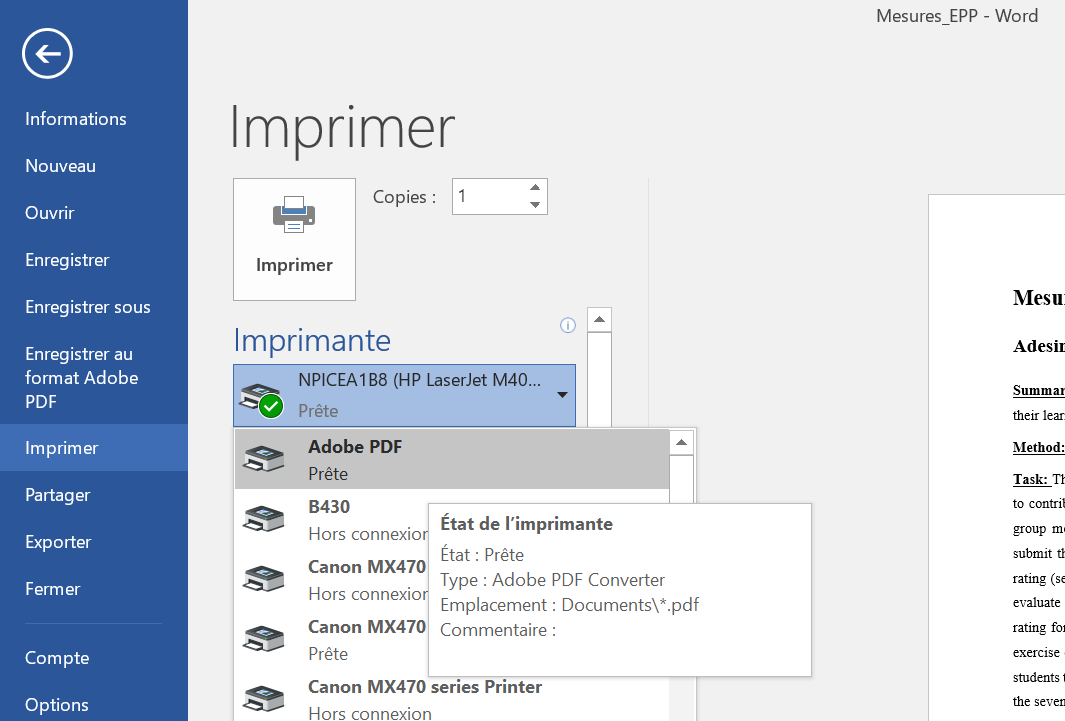 Mesures_EPP - Word
Informations
Nouveau
Ouvrir
Enregistrer
Enregistrer sous
Enregistrer au
format Adobe
PDF
Imprimer
Partager
Exporter
Fermer
Compte
Options
Imprimer
Imprimer
Copies :
1
Imprimante
NPICEA1B8 (HP LaserJet M40...
Prête
Adobe PDF
Prête
B430
Hors connexion
Canon MX470
Hors connexion
Canon MX470
Prête
Canon MX470 series Printer
Hors connexion
État de l’imprimante
État : Prête
Type : Adobe PDF Converter
Emplacement : Documents\*.pdf
Commentaire :
Mesu
Adesin
Summar
their lear
Method:
Task: Th
to contrib
group me
submit th
rating (se
evaluate
rating for
exercise
students t
the seven